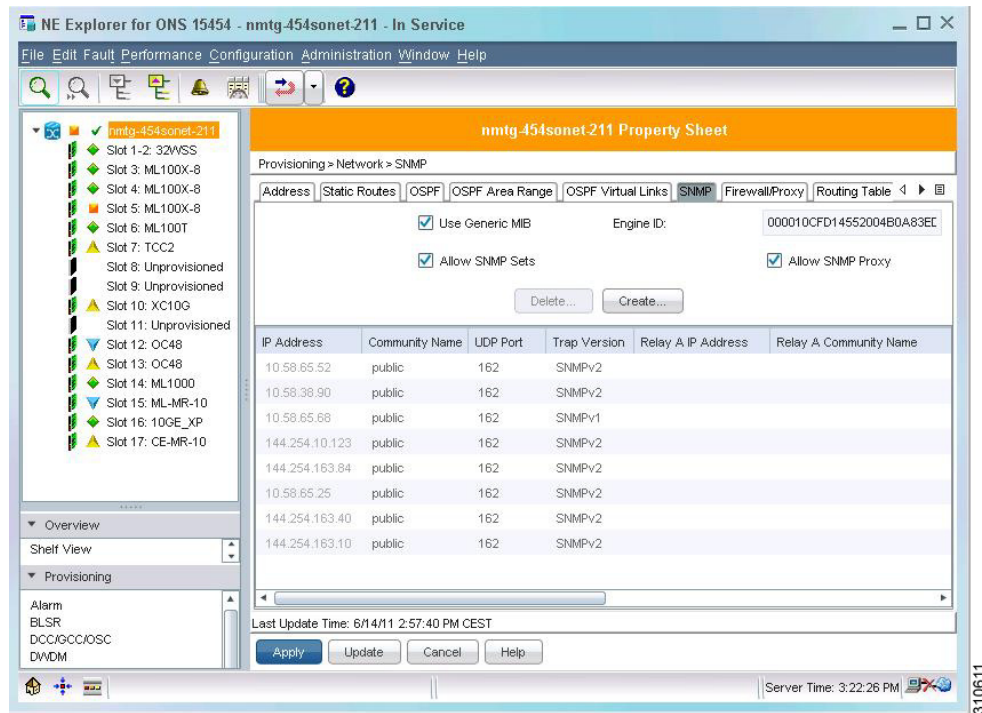 NE Explorer for ONS 15454 - nmtg-454sonet-211 - In Service
File Edit Fault Performance Configuration Administration Window Help
nmtg-454sonet-211
Slot 1-2: 32WSS
Slot 3: ML100X-8
Slot 4: ML100X-8
Slot 5: ML100X-8
Slot 6: ML100T
Slot 7: TCC2
Slot 8: Unprovisioned
Slot 9: Unprovisioned
Slot 10: XC10G
Slot 11: Unprovisioned
Slot 12: OC48
Slot 13: OC48
Slot 14: ML1000
Slot 15: ML-MR-10
Slot 16: 10GE_XP
Slot 17: CE-MR-10
Overview
Shelf View
Provisioning
Alarm
BLSR
DCC/GCC/OSC
DWDM
nmtg-454sonet-211 Property Sheet
Provisioning > Network > SNMP
Address Static Routes OSPF OSPF Area Range OSPF Virtual Links SNMP Firewall/Proxy Routing Table
Use Generic MIB Engine ID: 000010CFD14552004B0A83ED
Allow SNMP Sets Allow SNMP Proxy
Delete... Create...
IP Address Community Name UDP Port Trap Version Relay A IP Address Relay A Community Name
10.58.65.52 public 162 SNMPv2
10.58.38.90 public 162 SNMPv2
10.58.65.68 public 162 SNMPv1
144.254.10.123 public 162 SNMPv2
144.254.163.84 public 162 SNMPv2
10.58.65.25 public 162 SNMPv2
144.254.163.40 public 162 SNMPv2
144.254.163.10 public 162 SNMPv2
Last Update Time: 6/14/11 2:57:40 PM CEST
Apply Update Cancel Help
Server Time: 3:22:26 PM
310611